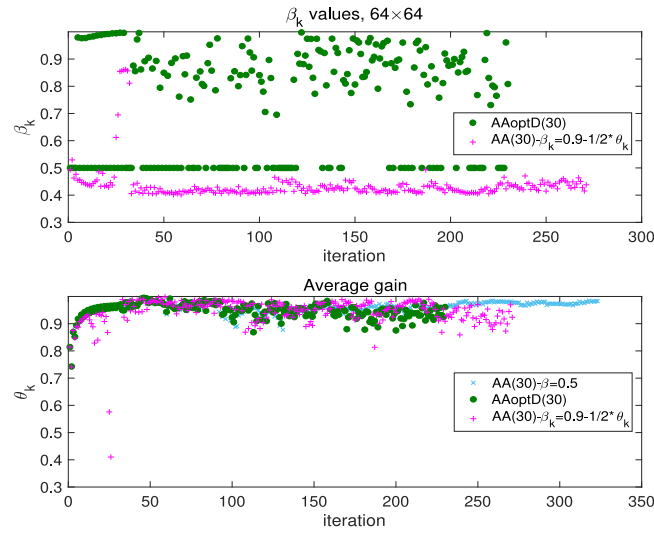 β_k values, 64×64
1
0.9
0.8
0.7
0.6
0.5
0.4
0.3
β_k
AAoptD(30)
AA(30)-β_k=0.9-1/2*θ_k
0 50 100 150 200 250 300
iteration
Average gain
0.9
0.8
0.7
0.6
0.5
0.4
0.3
θ_k
AA(30)-β=0.5
AAoptD(30)
AA(30)-β_k=0.9-1/2*θ_k
0 50 100 150 200 250 300 350
iteration